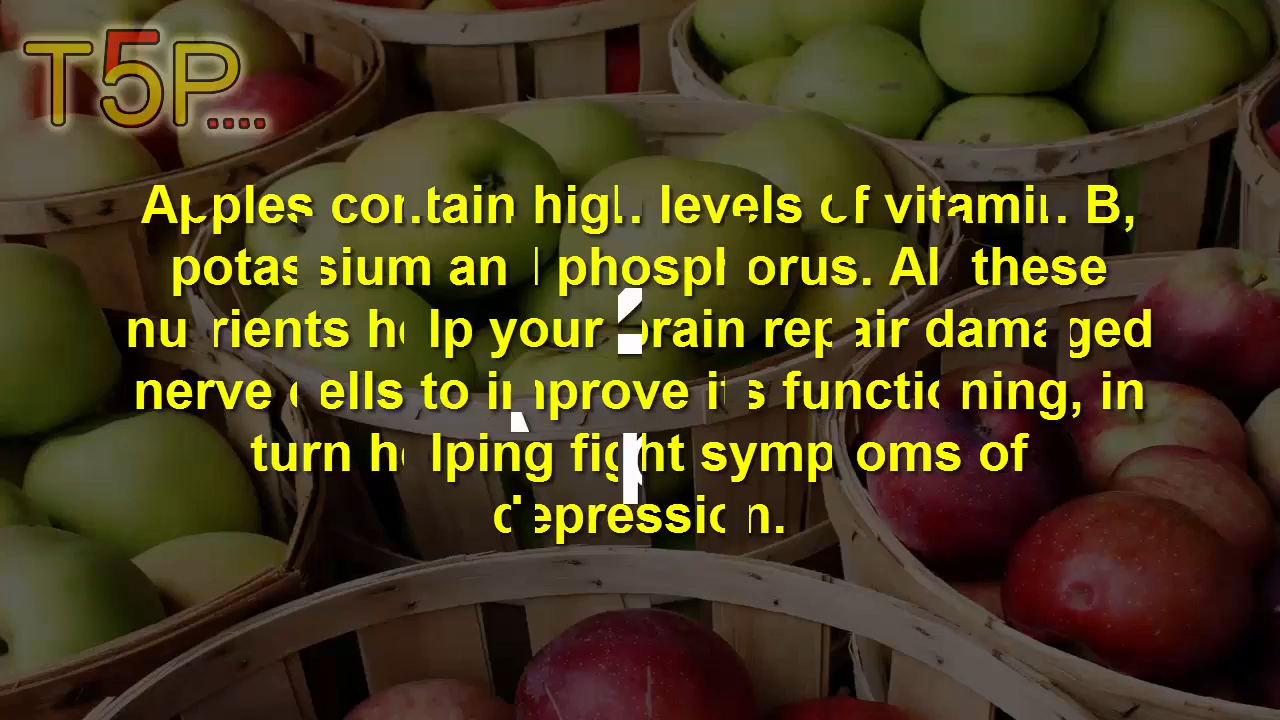 T5P....
Apples contain high levels of vitamin B,
potassium and phosphorus. All these
nutrients help your brain repair damaged
nerve cells to improve its functioning, in
turn helping fight symptoms of
depression.